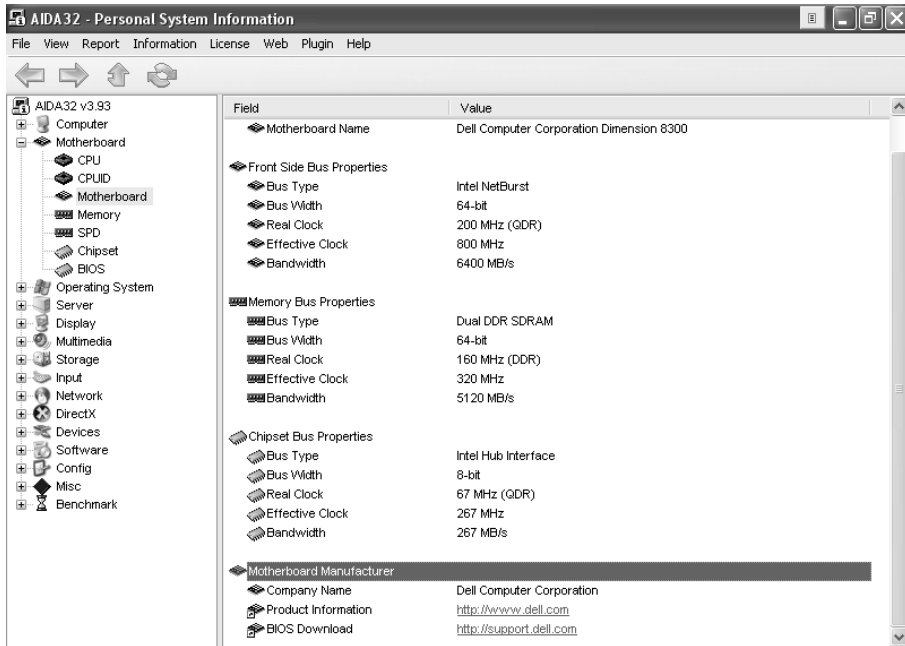 AIDA32 - Personal System Information
File View Report Information License Web Plugin Help
AIDA32 v3.93
Computer
Motherboard
CPU
CPUID
Motherboard
Memory
SPD
Chipset
BIOS
Operating System
Server
Display
Multimedia
Storage
Input
Network
DirectX
Devices
Software
Config
Misc
Benchmark
Field Value
Motherboard Name Dell Computer Corporation Dimension 8300
Front Side Bus Properties
Bus Type Intel NetBurst
Bus Width 64-bit
Real Clock 200 MHz (QDR)
Effective Clock 800 MHz
Bandwidth 6400 MB/s
Memory Bus Properties
Bus Type Dual DDR SDRAM
Bus Width 64-bit
Real Clock 160 MHz (DDR)
Effective Clock 320 MHz
Bandwidth 5120 MB/s
Chipset Bus Properties
Bus Type Intel Hub Interface
Bus Width 8-bit
Real Clock 67 MHz (QDR)
Effective Clock 267 MHz
Bandwidth 267 MB/s
Motherboard Manufacturer
Company Name Dell Computer Corporation
Product Information http://www.dell.com
BIOS Download http://support.dell.com